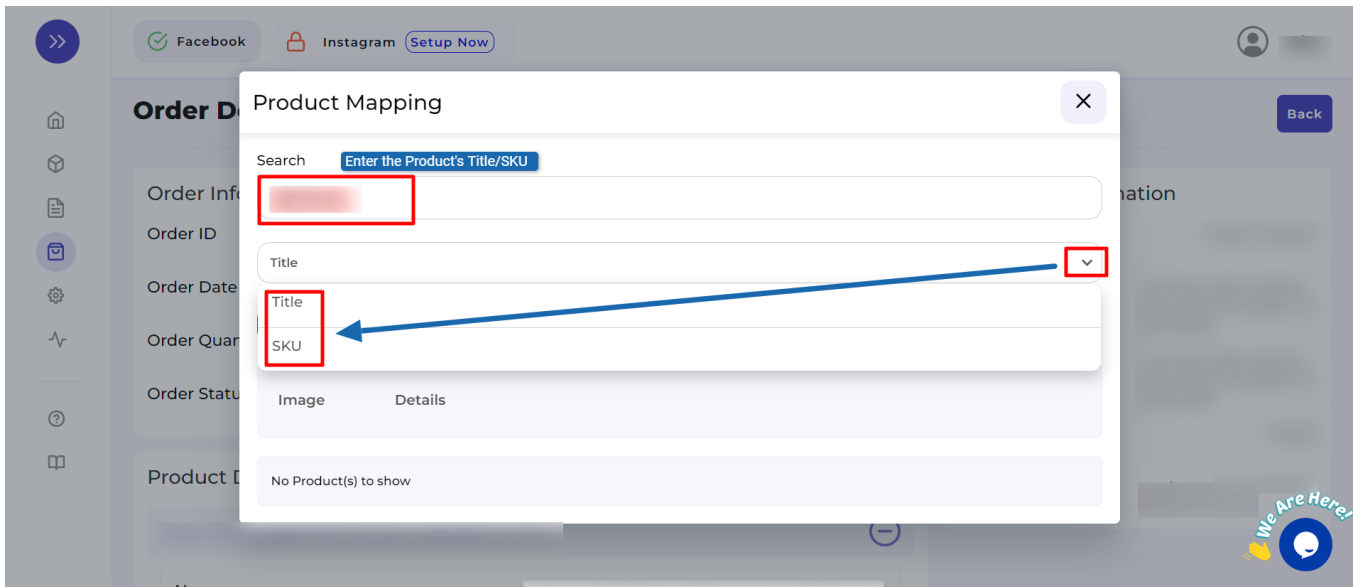 Facebook
Instagram Setup Now
Order D
Product Mapping
Back
Search
Enter the Product's Title/SKU
Order Info
nation
Order ID
Title
Order Date
Title
Order Quan
SKU
Order Statu
Image Details
Product D
No Product(s) to show
We Are Here!